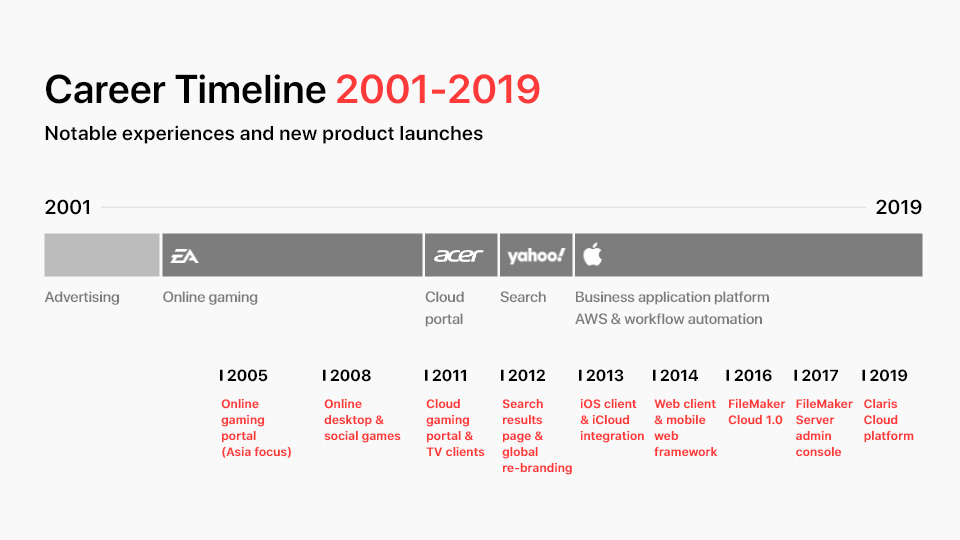 Career Timeline 2001-2019
Notable experiences and new product launches
2001
2019
EA
acer
yahoo!
Advertising
Online gaming
Cloud
portal
Search
Business application platform
AWS & workflow automation
2005
Online
gaming
portal
(Asia focus)
2008
Online
desktop &
social games
2011
Cloud
gaming
portal &
TV clients
2012
Search
results
page &
global
re-branding
2013
iOS client
& iCloud
integration
2014
Web client
& mobile
web
framework
2016
FileMaker
Cloud 1.0
2017
FileMaker
Server
admin
console
2019
Claris
Cloud
platform